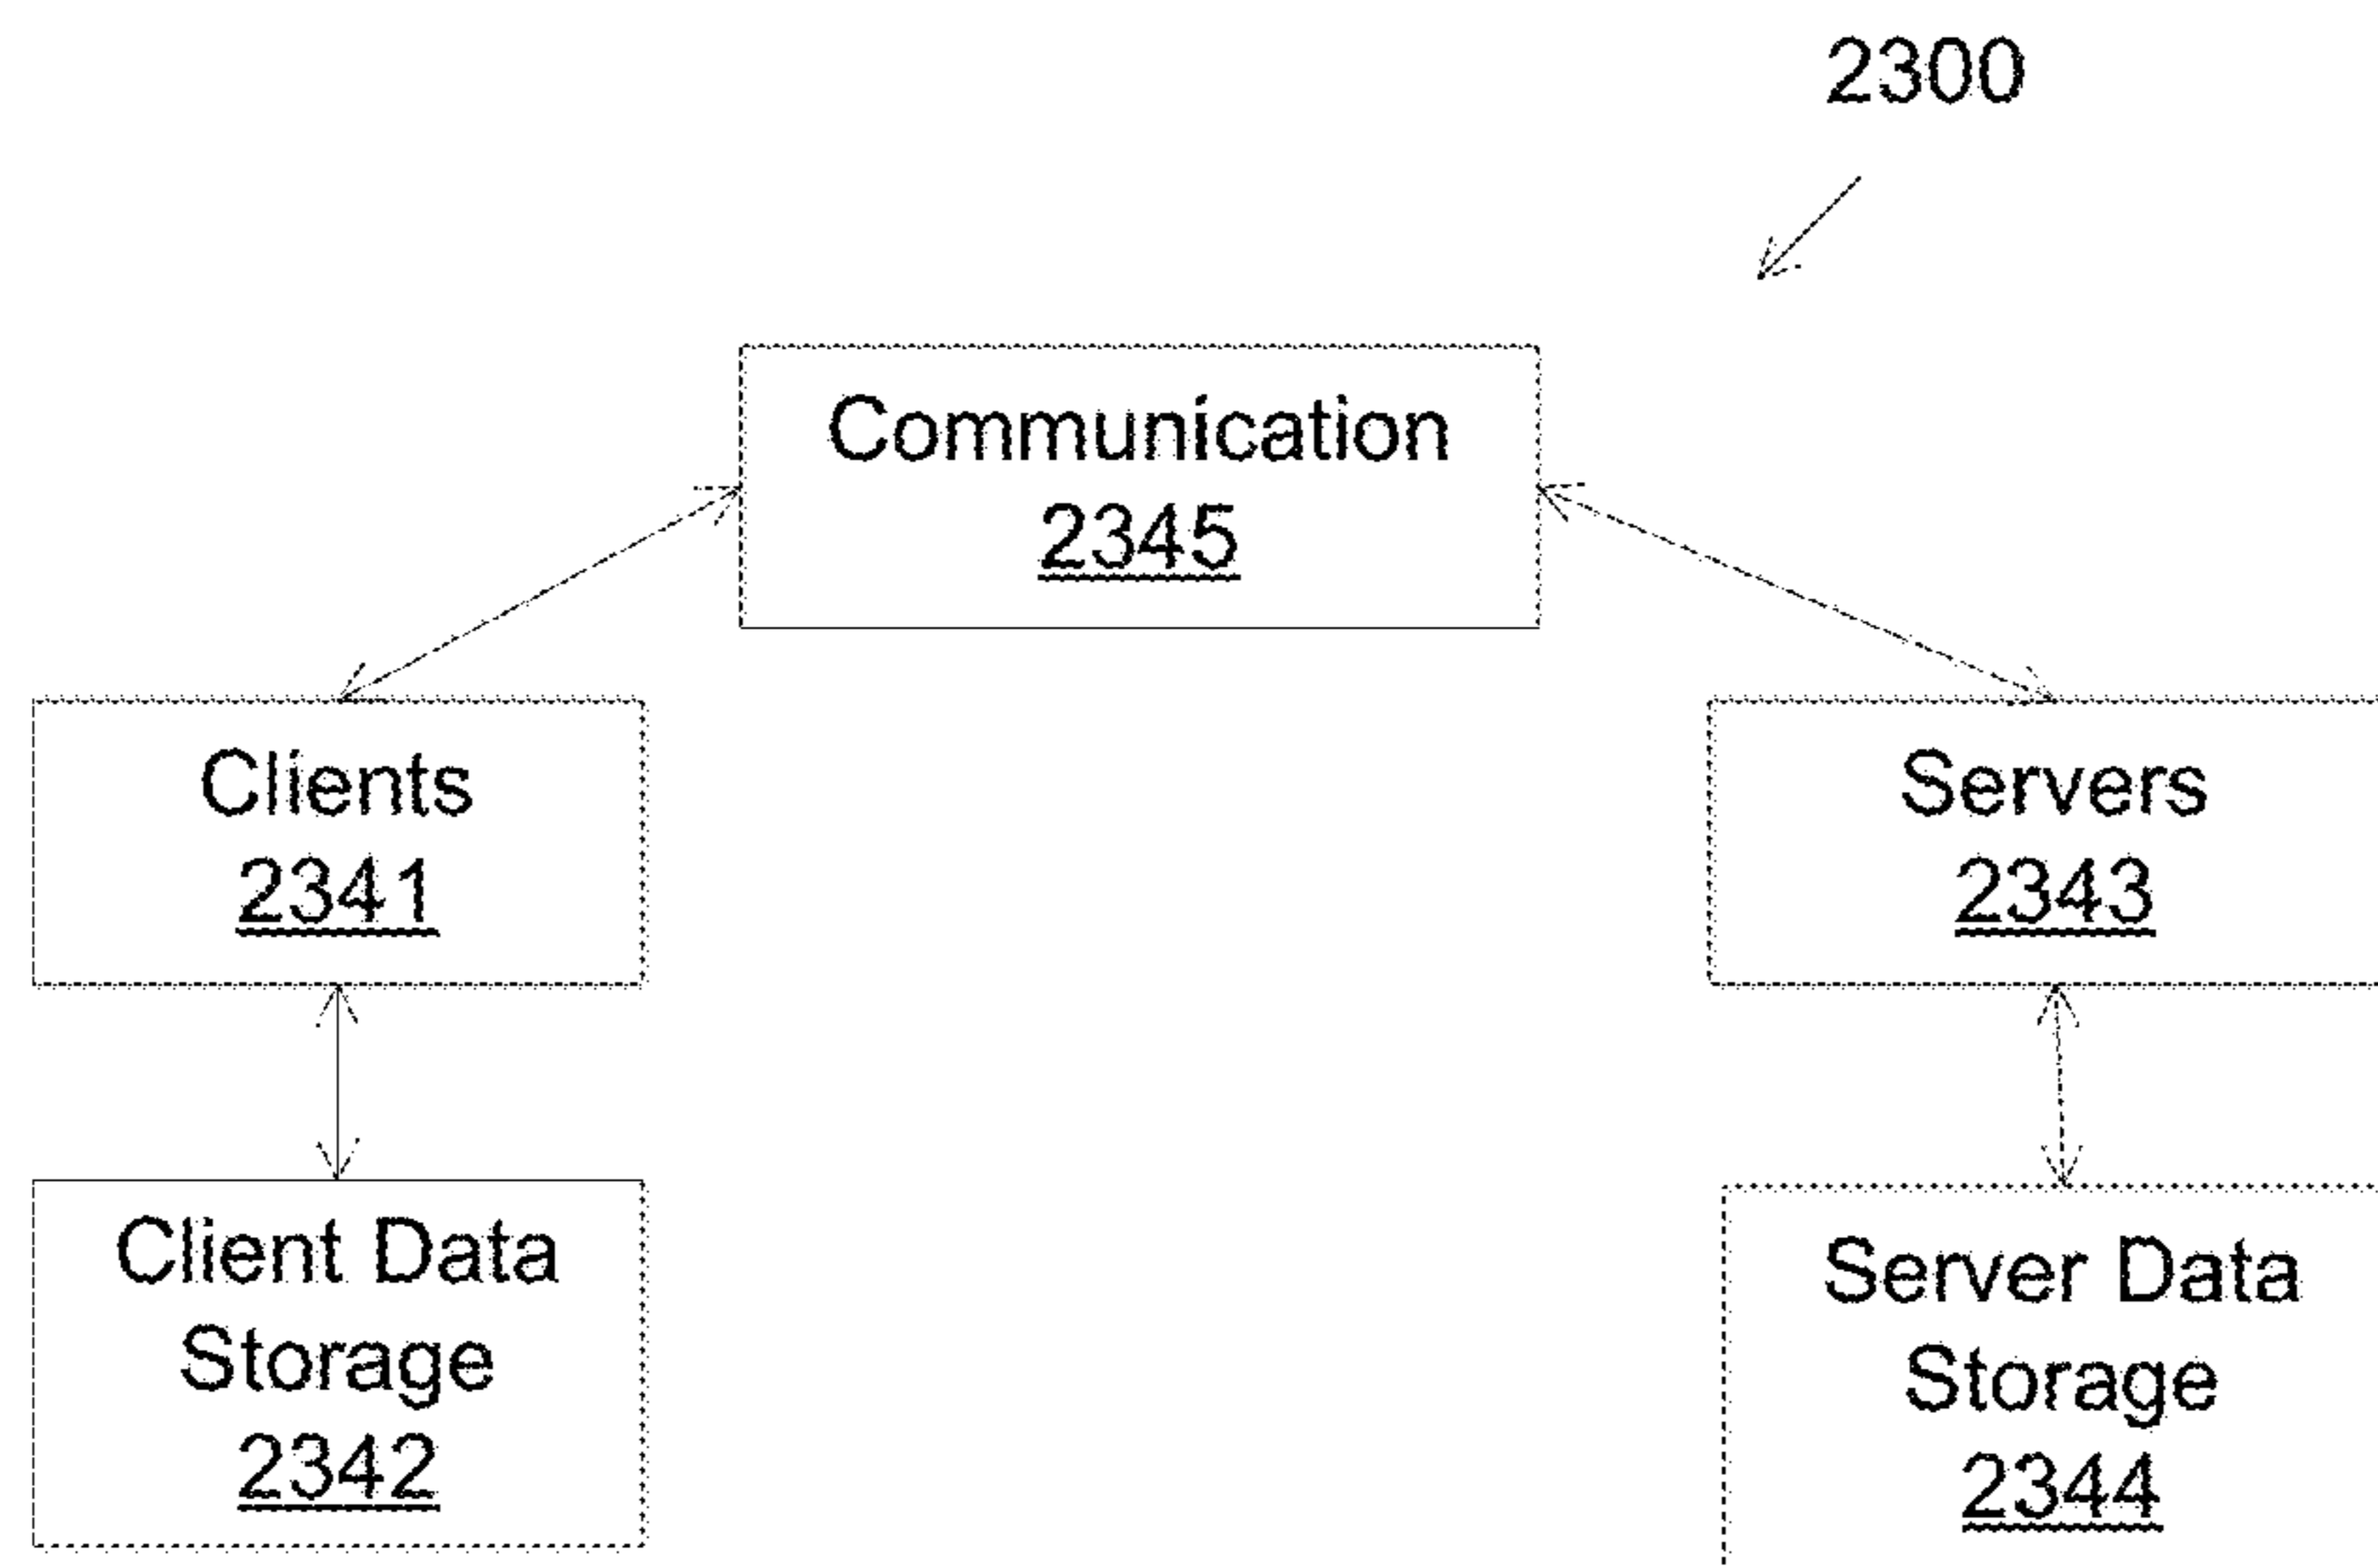 2300
Communication
2345
Clients
2341
Servers
2343
Client Data
Storage
2342
Server Data
Storage
2344